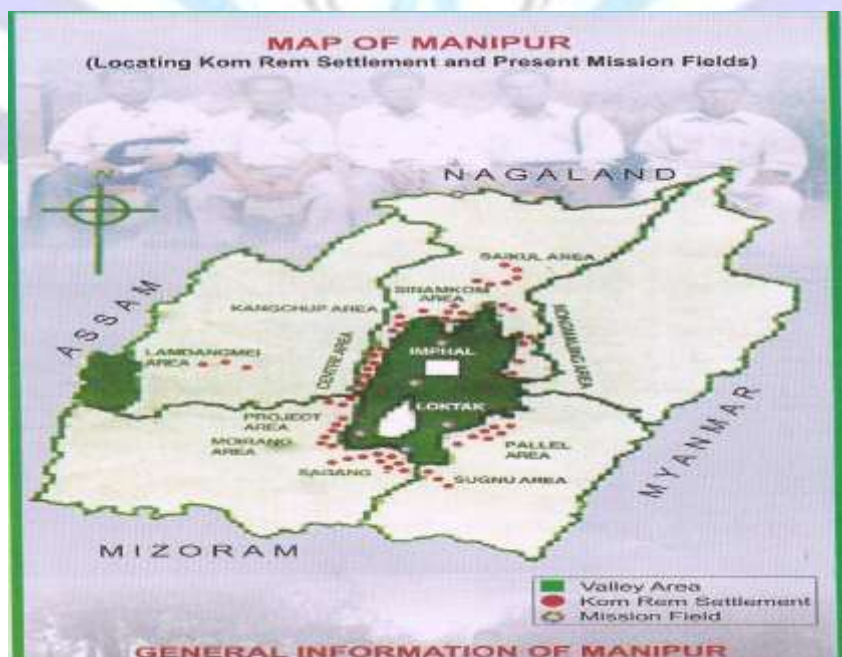 MAP OF MANIPUR
(Locating Kom Rem Settlement and Present Mission Fields)
N
NAGALAND
ASSAM
SAIKUL AREA
SINAMKOM
AREA
KANGCHUP AREA
LAMDANGMEI
AREA
CENTRE AREA
IMPHAL
LOKTAK
PROJECT
AREA
MOIRANG
AREA
SAGANG
PALLEL
AREA
SUGNU AREA
MYANMAR
MIZORAM
Valley Area
Kom Rem Settlement
Mission Field
GENERAL INFORMATION OF MANIPUR